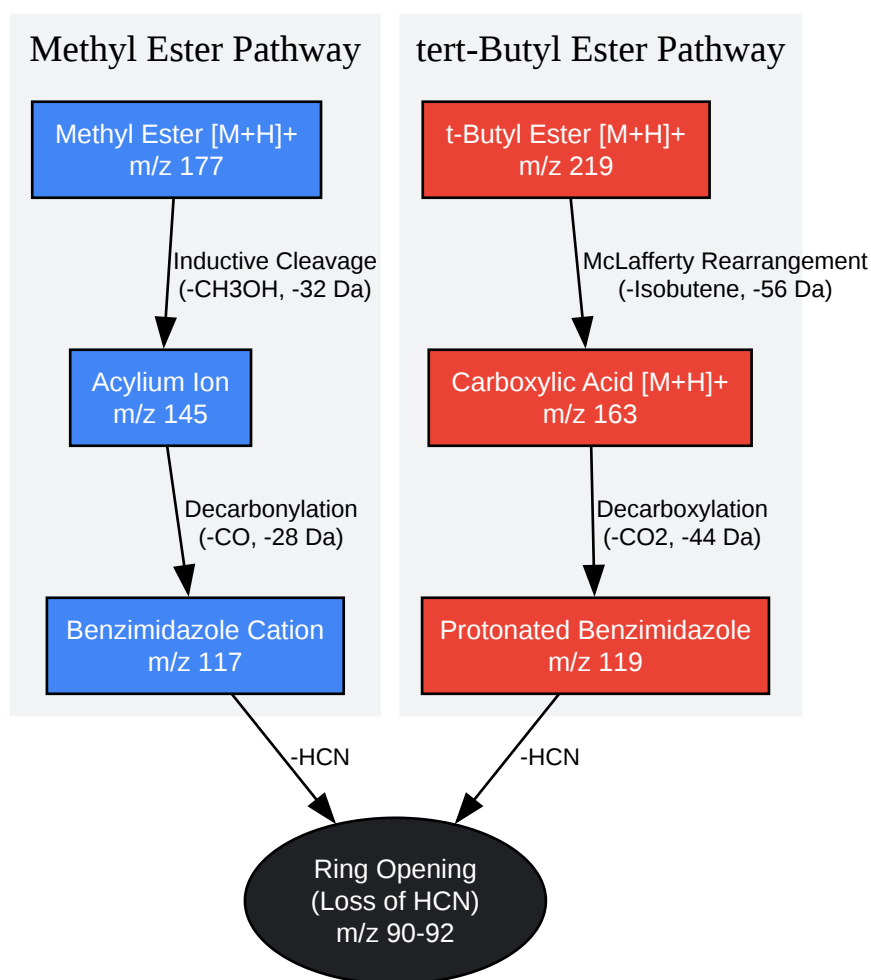 Methyl Ester Pathway
Methyl Ester [M+H]+
m/z 177
Inductive Cleavage
(-CH3OH, -32 Da)
Acylium Ion
m/z 145
Decarbonylation
(-CO, -28 Da)
Benzimidazole Cation
m/z 117
-HCN
tert-Butyl Ester Pathway
t-Butyl Ester [M+H]+
m/z 219
McLafferty Rearrangement
(-Isobutene, -56 Da)
Carboxylic Acid [M+H]+
m/z 163
Decarboxylation
(-CO2, -44 Da)
Protonated Benzimidazole
m/z 119
-HCN
Ring Opening
(Loss of HCN)
m/z 90-92